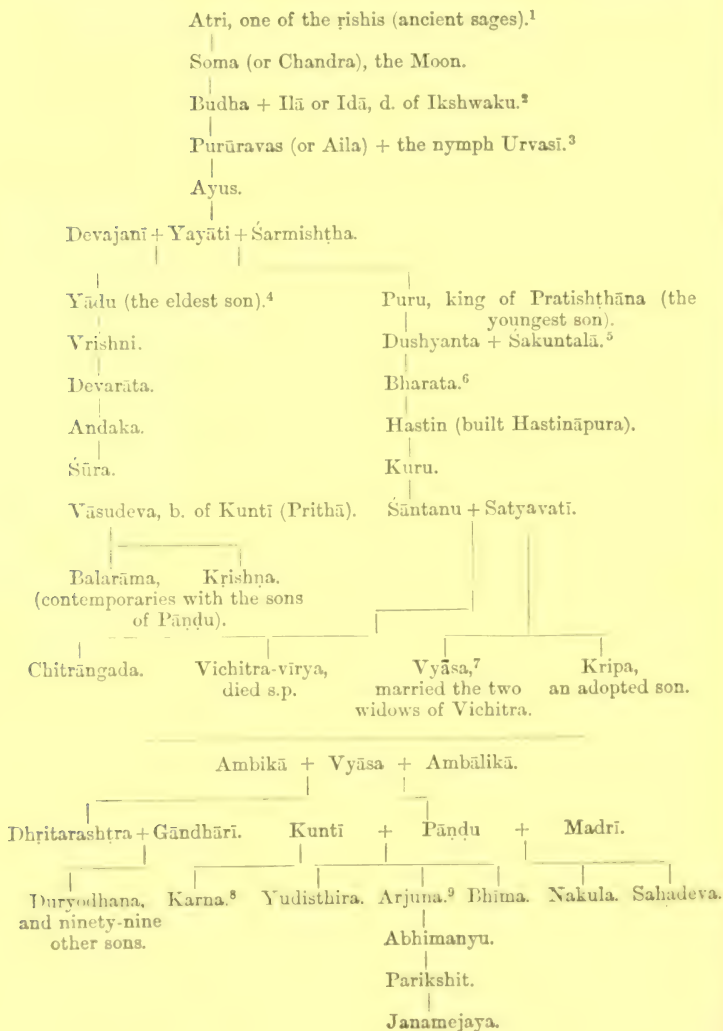 Atri, one of the ṛishis (ancient sages).¹
Soma (or Chandra), the Moon.
Budha + Ilā or Idā, d. of Ikshwaku.²
Purūravas (or Aila) + the nymph Urvasī.³
Ayus.
Devajanī + Yayāti + Śarmishṭha.
Yādu (the eldest son).⁴ Puru, king of Pratishṭhāna (the
youngest son).
Vrishni. Dushyanta + Sakuntalā.⁵
Devarāta. Bharata.⁶
Andaka. Hastin (built Hastināpura).
Śūra. Kuru.
Vāsudeva, b. of Kuntī (Prithā). Śāntanu + Satyavatī.
Balarāma, Kṛishṇa.
(contemporaries with the sons
of Pāṇḍu).
Chitrāngada. Vichitra-vīrya, Vyāsa,⁷ Kripa,
died s.p. married the two an adopted son.
widows of Vichitra.
Ambikā + Vyāsa + Ambālikā.
Dhṛitarashṭra + Gāndhārī. Kuntī + Pāṇḍu + Madrī.
Duryodhana, Karna.⁸ Yudisthira. Arjuna.⁹ Bhīma. Nakula. Sahadeva.
and ninety-nine
other sons.
Abhimanyu.
Parikshit.
Janamejaya.